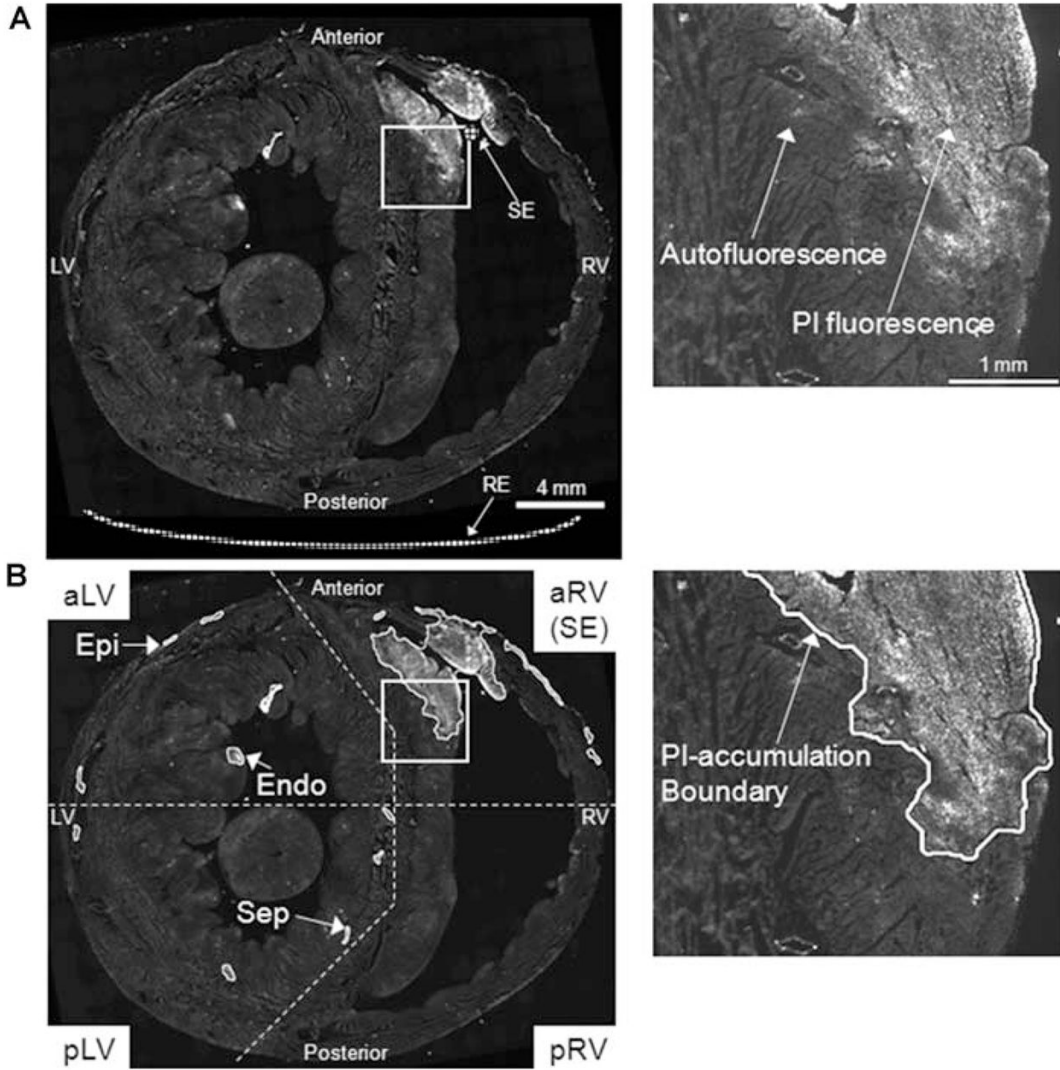 A
Anterior
SE
LV
RV
Autofluorescence
PI fluorescence
1 mm
Posterior
RE
4 mm
B
aLV
Anterior
aRV
(SE)
Epi
Endo
PI-accumulation
Boundary
LV
RV
Sep
pLV
Posterior
pRV